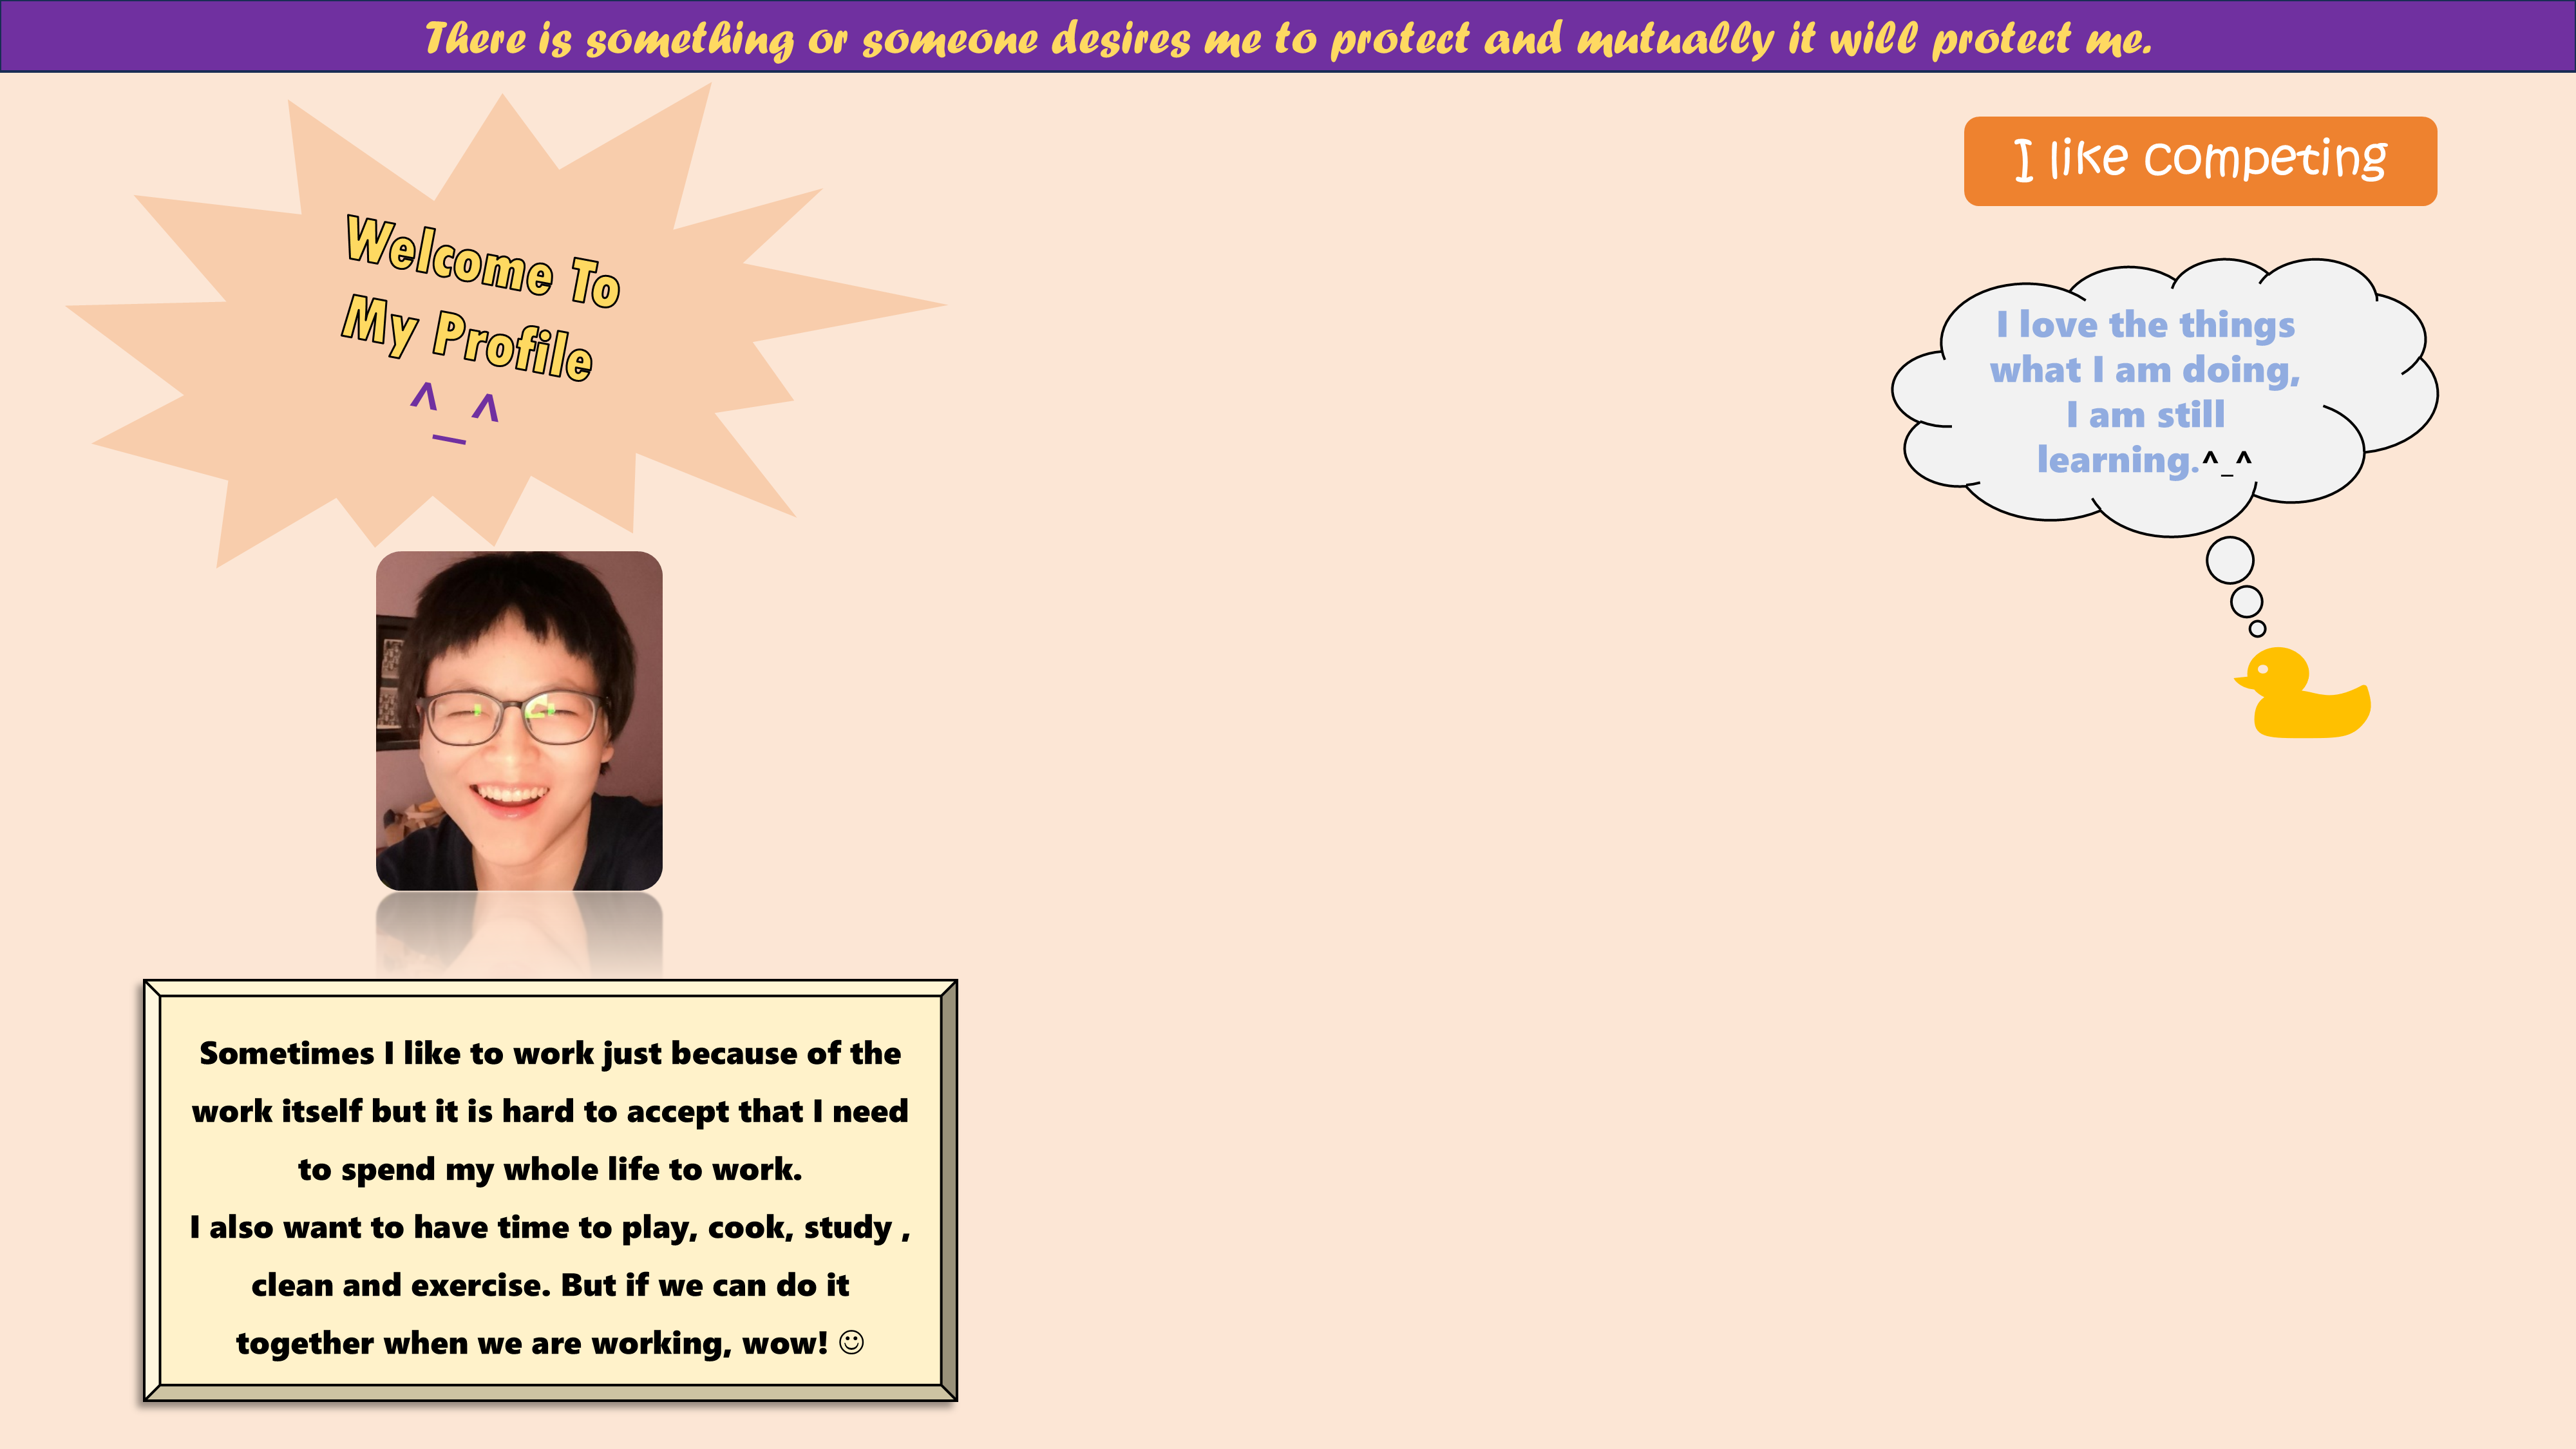 There is something or someone desires me to protect and mutually it will protect me.
Welcome To
My Profile
^_^
I like competing
I love the things
what I am doing,
I am still
learning.^_^
Sometimes I like to work just because of the
work itself but it is hard to accept that I need
to spend my whole life to work.
I also want to have time to play, cook, study ,
clean and exercise. But if we can do it
together when we are working, wow! ☺